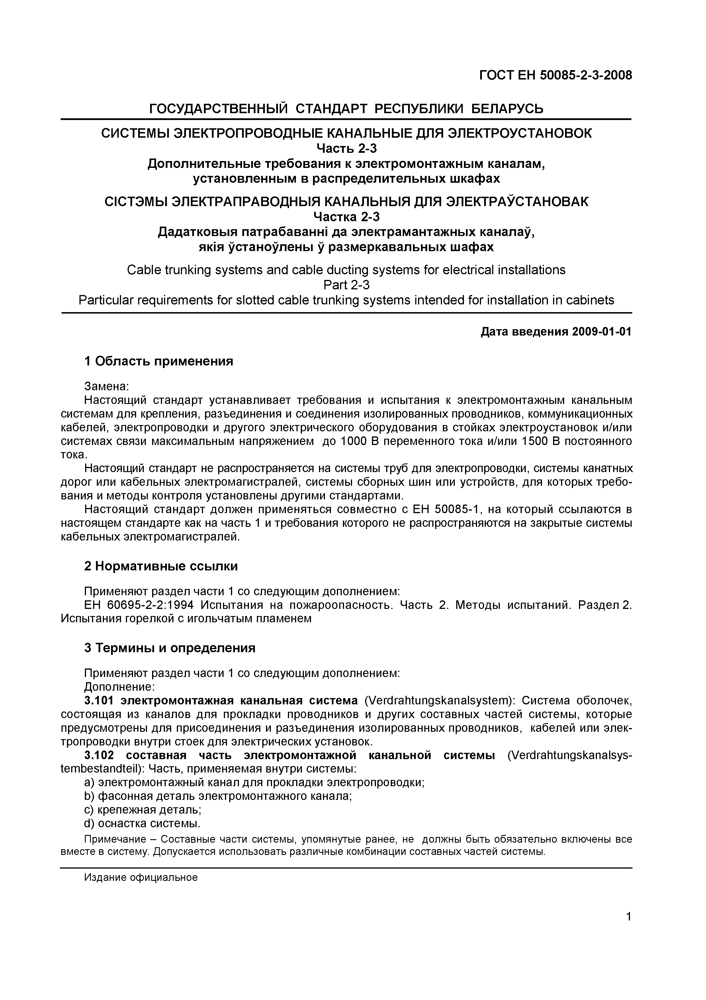 ГОСТ ЕН 50085-2-3-2008
ГОСУДАРСТВЕННЫЙ СТАНДАРТ РЕСПУБЛИКИ БЕЛАРУСЬ
СИСТЕМЫ ЭЛЕКТРОПРОВОДНЫЕ КАНАЛЬНЫЕ ДЛЯ ЭЛЕКТРОУСТАНОВОК
Часть 2-3
Дополнительные требования к электромонтажным каналам,
установленным в распределительных шкафах
СІСТЭМЫ ЭЛЕКТРАПРАВОДНЫЯ КАНАЛЬНЫЯ ДЛЯ ЭЛЕКТРАЎСТАНОВАК
Частка 2-3
Дадатковыя патрабаванні да электрамантажных каналаў,
якія ўстаноўлены ў размеркавальных шафах
Cable trunking systems and cable ducting systems for electrical installations
Part 2-3
Particular requirements for slotted cable trunking systems intended for installation in cabinets
Дата введения 2009-01-01
1 Область применения
Замена:
Настоящий стандарт устанавливает требования и испытания к электромонтажным канальным
системам для крепления, разъединения и соединения изолированных проводников, коммуникационных
кабелей, электропроводки и другого электрического оборудования в стойках электроустановок и/или
системах связи максимальным напряжением до 1000 В переменного тока и/или 1500 В постоянного
тока.
Настоящий стандарт не распространяется на системы труб для электропроводки, системы канатных
дорог или кабельных электромагистралей, системы сборных шин или устройств, для которых требо-
вания и методы контроля установлены другими стандартами.
Настоящий стандарт должен применяться совместно с ЕН 50085-1, на который ссылаются в
настоящем стандарте как на часть 1 и требования которого не распространяются на закрытые системы
кабельных электромагистралей.
2 Нормативные ссылки
Применяют раздел части 1 со следующим дополнением:
ЕН 60695-2-2:1994 Испытания на пожароопасность. Часть 2. Методы испытаний. Раздел 2.
Испытания горелкой с игольчатым пламенем
3 Термины и определения
Применяют раздел части 1 со следующим дополнением:
Дополнение:
3.101 электромонтажная канальная система (Verdrahtungskanalsystem): Система оболочек,
состоящая из каналов для прокладки проводников и других составных частей системы, которые
предусмотрены для присоединения и разъединения изолированных проводников, кабелей или элек-
тропроводки внутри стоек для электрических установок.
3.102 составная часть электромонтажной канальной системы (Verdrahtungskanalsys-
tembestandteil): Часть, применяемая внутри системы:
a) электромонтажный канал для прокладки электропроводки;
b) фасонная деталь электромонтажного канала;
c) крепежная деталь;
d) оснастка системы.
Примечание – Составные части системы, упомянутые ранее, не должны быть обязательно включены все
вместе в систему. Допускается использовать различные комбинации составных частей системы.
Издание официальное
1